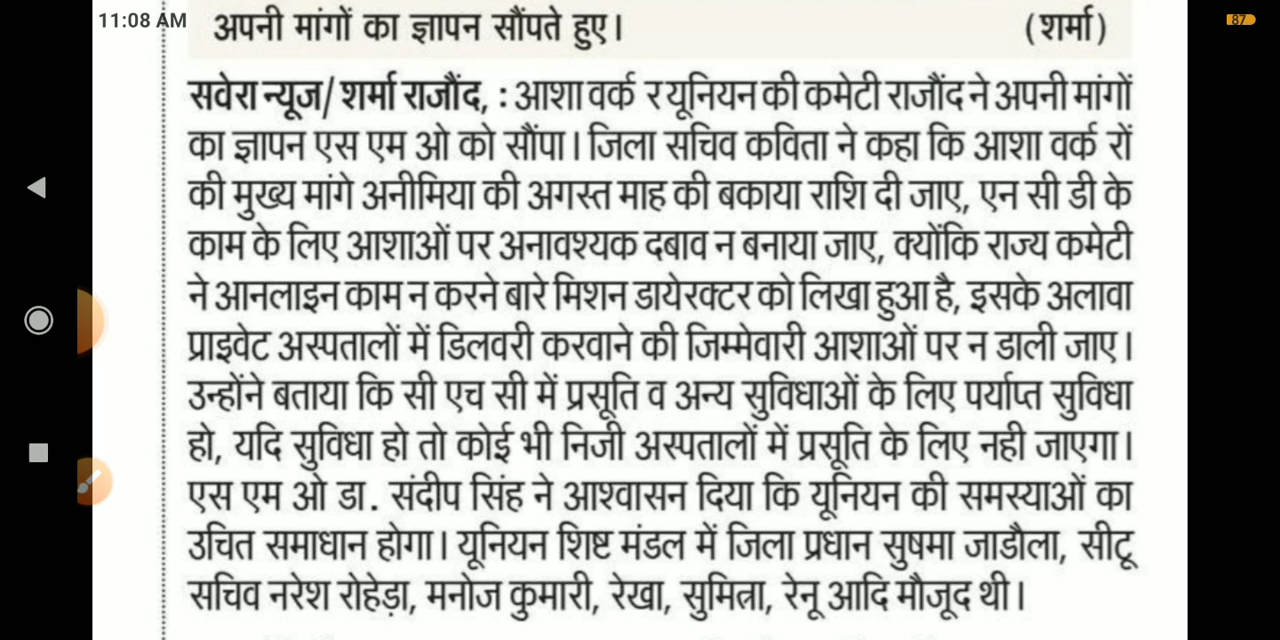 11:08 AM
87
अपनी मांगों का ज्ञापन सौंपते हुए। (शर्मा)
सवेरा न्यूज/ शर्मा राजौंद, : आशा वर्क र यूनियन की कमेटी राजौंद ने अपनी मांगों
का ज्ञापन एस एम ओ को सौंपा। जिला सचिव कविता ने कहा कि आशा वर्क रों
की मुख्य मांगे अनीमिया की अगस्त माह की बकाया राशि दी जाए, एन सी डी के
काम के लिए आशाओं पर अनावश्यक दबाव न बनाया जाए, क्योंकि राज्य कमेटी
ने आनलाइन काम न करने बारे मिशन डायेरक्टर को लिखा हुआ है, इसके अलावा
प्राइवेट अस्पतालों में डिलवरी करवाने की जिम्मेवारी आशाओं पर न डाली जाए।
उन्होंने बताया कि सी एच सी में प्रसूति व अन्य सुविधाओं के लिए पर्याप्त सुविधा
हो, यदि सुविधा हो तो कोई भी निजी अस्पतालों में प्रसूति के लिए नही जाएगा।
एस एम ओ डा. संदीप सिंह ने आश्वासन दिया कि यूनियन की समस्याओं का
उचित समाधान होगा। यूनियन शिष्ट मंडल में जिला प्रधान सुषमा जाडौला, सीटू
सचिव नरेश रोहेड़ा, मनोज कुमारी, रेखा, सुमित्रा, रेनू आदि मौजूद थी।